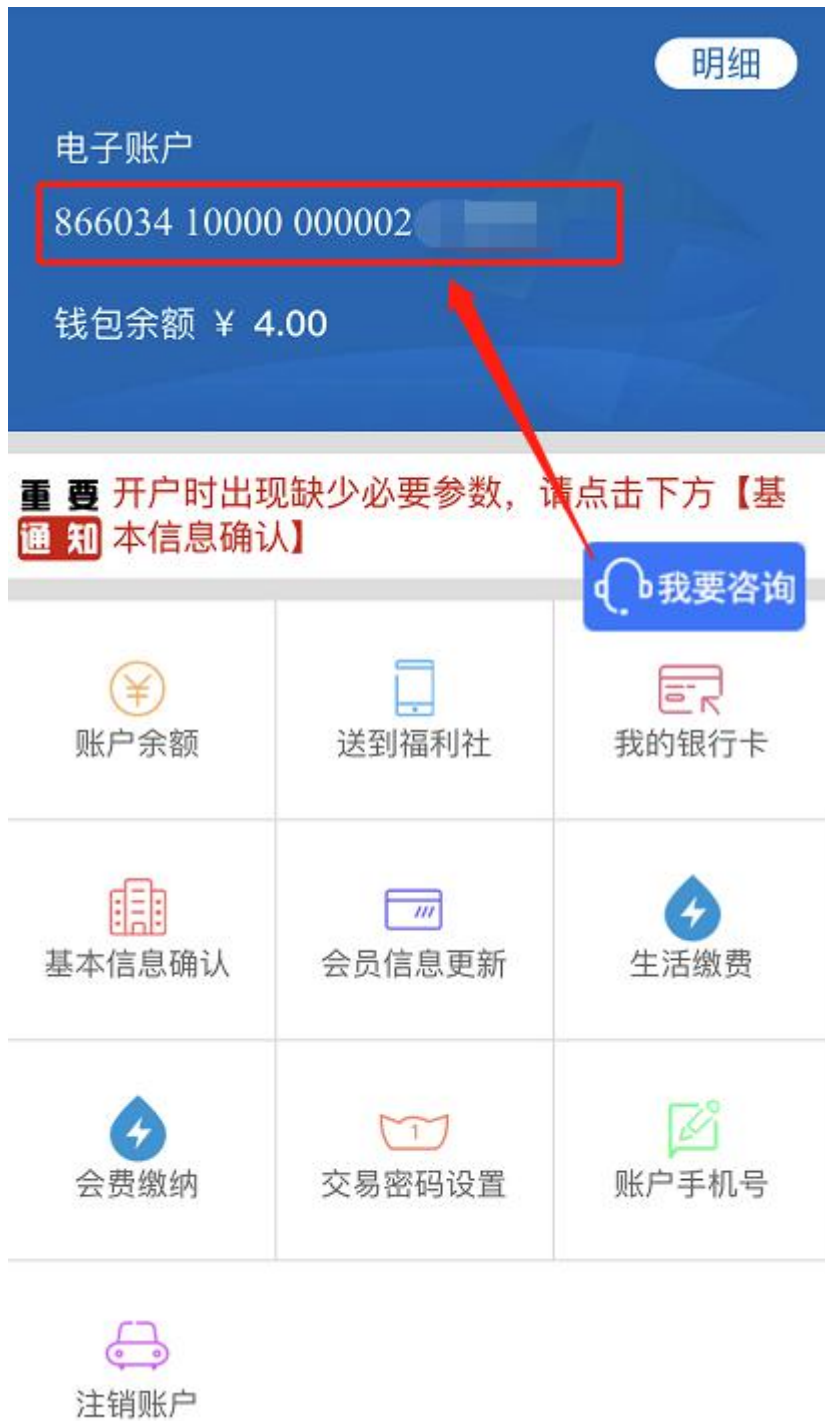 明细
电子账户
866034 10000 000002
钱包余额 ¥ 4.00
重要 开户时出现缺少必要参数，请点击下方【基
通知 本信息确认】
我要咨询
账户余额 送到福利社 我的银行卡
基本信息确认 会员信息更新 生活缴费
会费缴纳 交易密码设置 账户手机号
注销账户